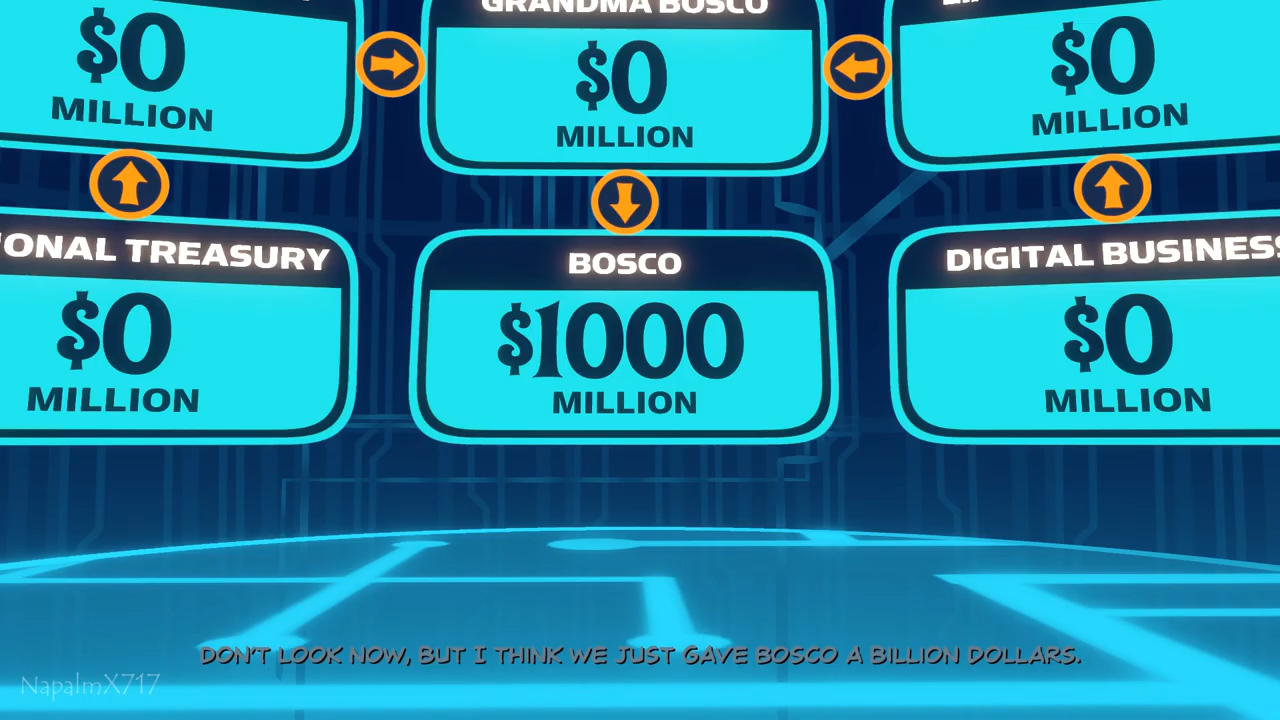 GRANDMA BOSCO
$0
MILLION
$0
MILLION
$0
MILLION
IONAL TREASURY
BOSCO
DIGITAL BUSINESS
$0
MILLION
$1000
MILLION
$0
MILLION
DON'T LOOK NOW, BUT I THINK WE JUST GAVE BOSCO A BILLION DOLLARS.
NapalmX717